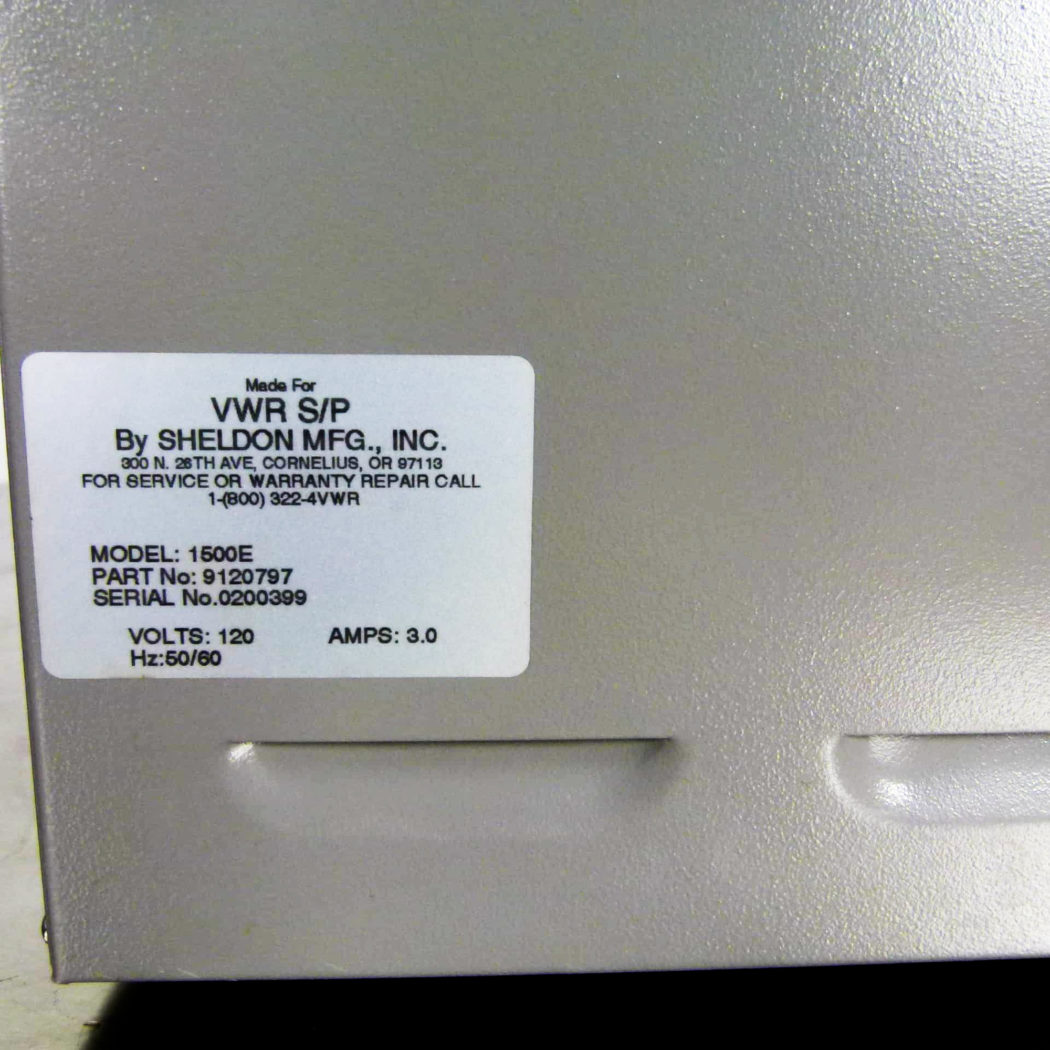 Made For
VWR S/P
By SHELDON MFG., INC.
300 N. 26TH AVE, CORNELIUS, OR 97113
FOR SERVICE OR WARRANTY REPAIR CALL
1-(800) 322-4VWR
MODEL: 1500E
PART No: 9120797
SERIAL No.0200399
VOLTS: 120 AMPS: 3.0
Hz:50/60